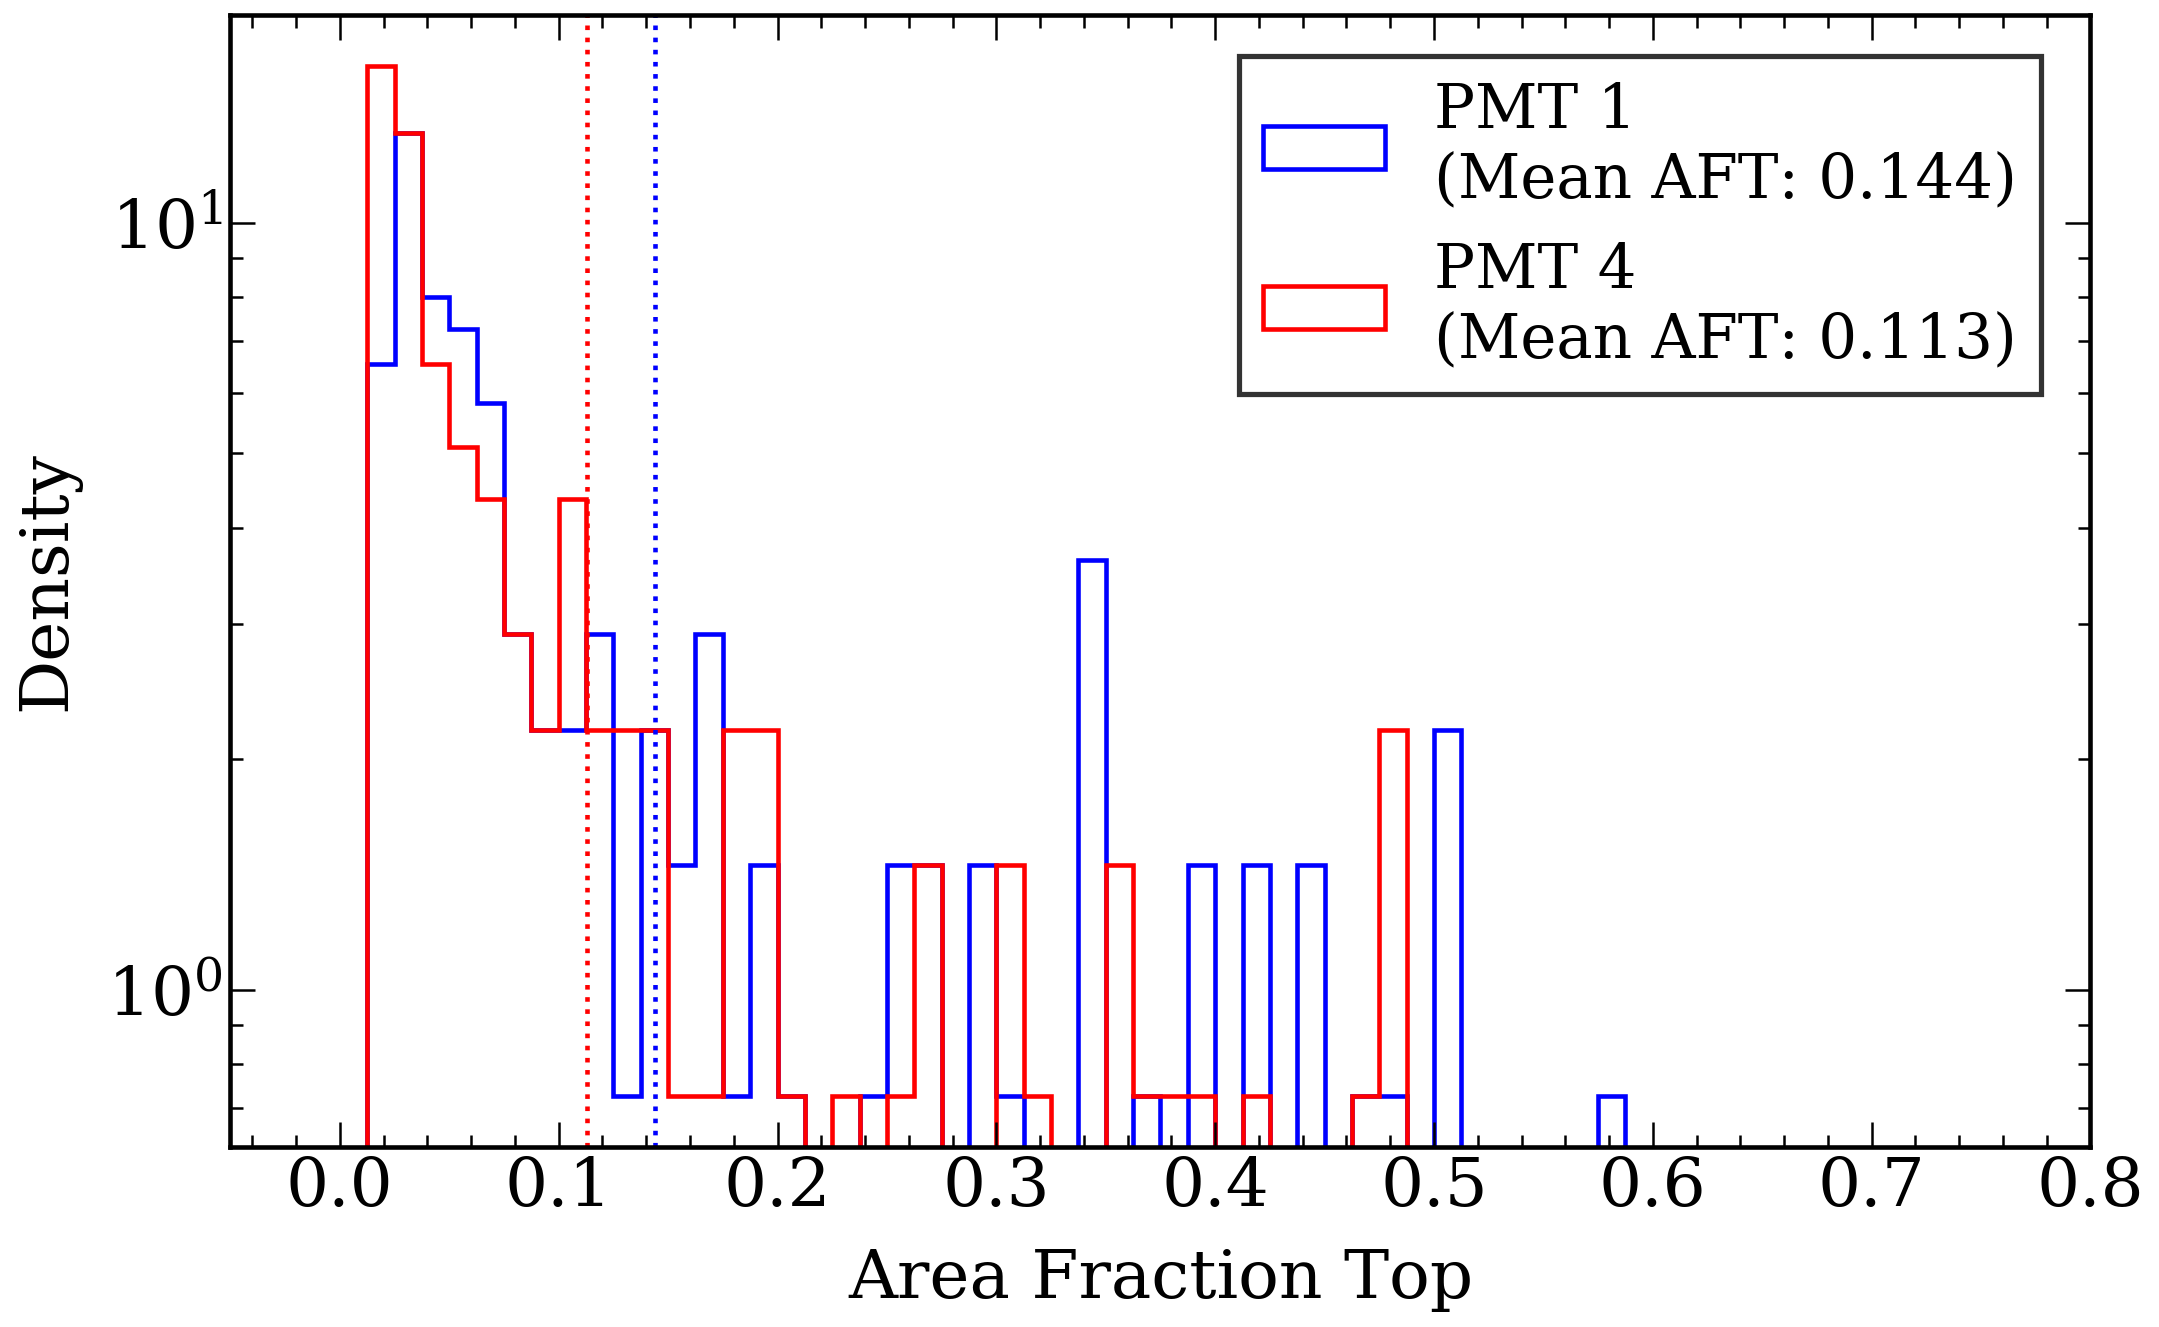 PMT 1
(Mean AFT: 0.144)
PMT 4
(Mean AFT: 0.113)
10¹
10⁰
Density
0.0 0.1 0.2 0.3 0.4 0.5 0.6 0.7 0.8
Area Fraction Top